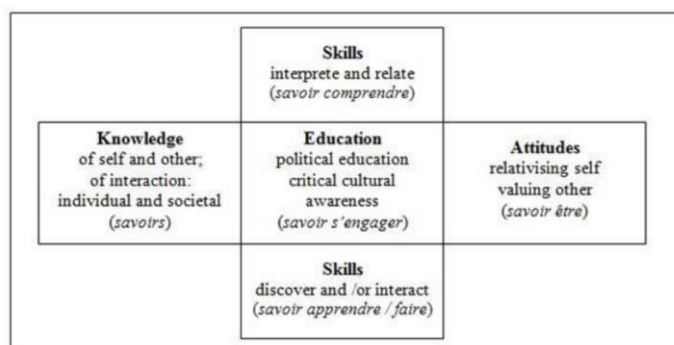 Skills
interprete and relate
(savoir comprendre)
Knowledge
of self and other;
of interaction:
individual and societal
(savoirs)
Education
political education
critical cultural
awareness
(savoir s'engager)
Attitudes
relativising self
valuing other
(savoir être)
Skills
discover and /or interact
(savoir apprendre / faire)